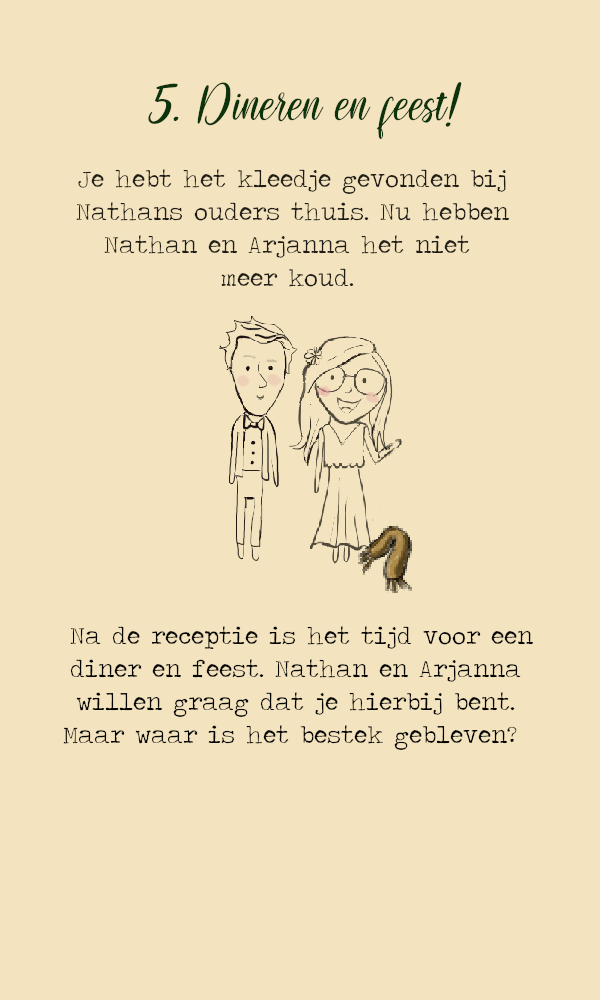 5. Dineren en feest!
Je hebt het kleedje gevonden bij
Nathans ouders thuis. Nu hebben
Nathan en Arjanna het niet
meer koud.
Na de receptie is het tijd voor een
diner en feest. Nathan en Arjanna
willen graag dat je hierbij bent.
Maar waar is het bestek gebleven?